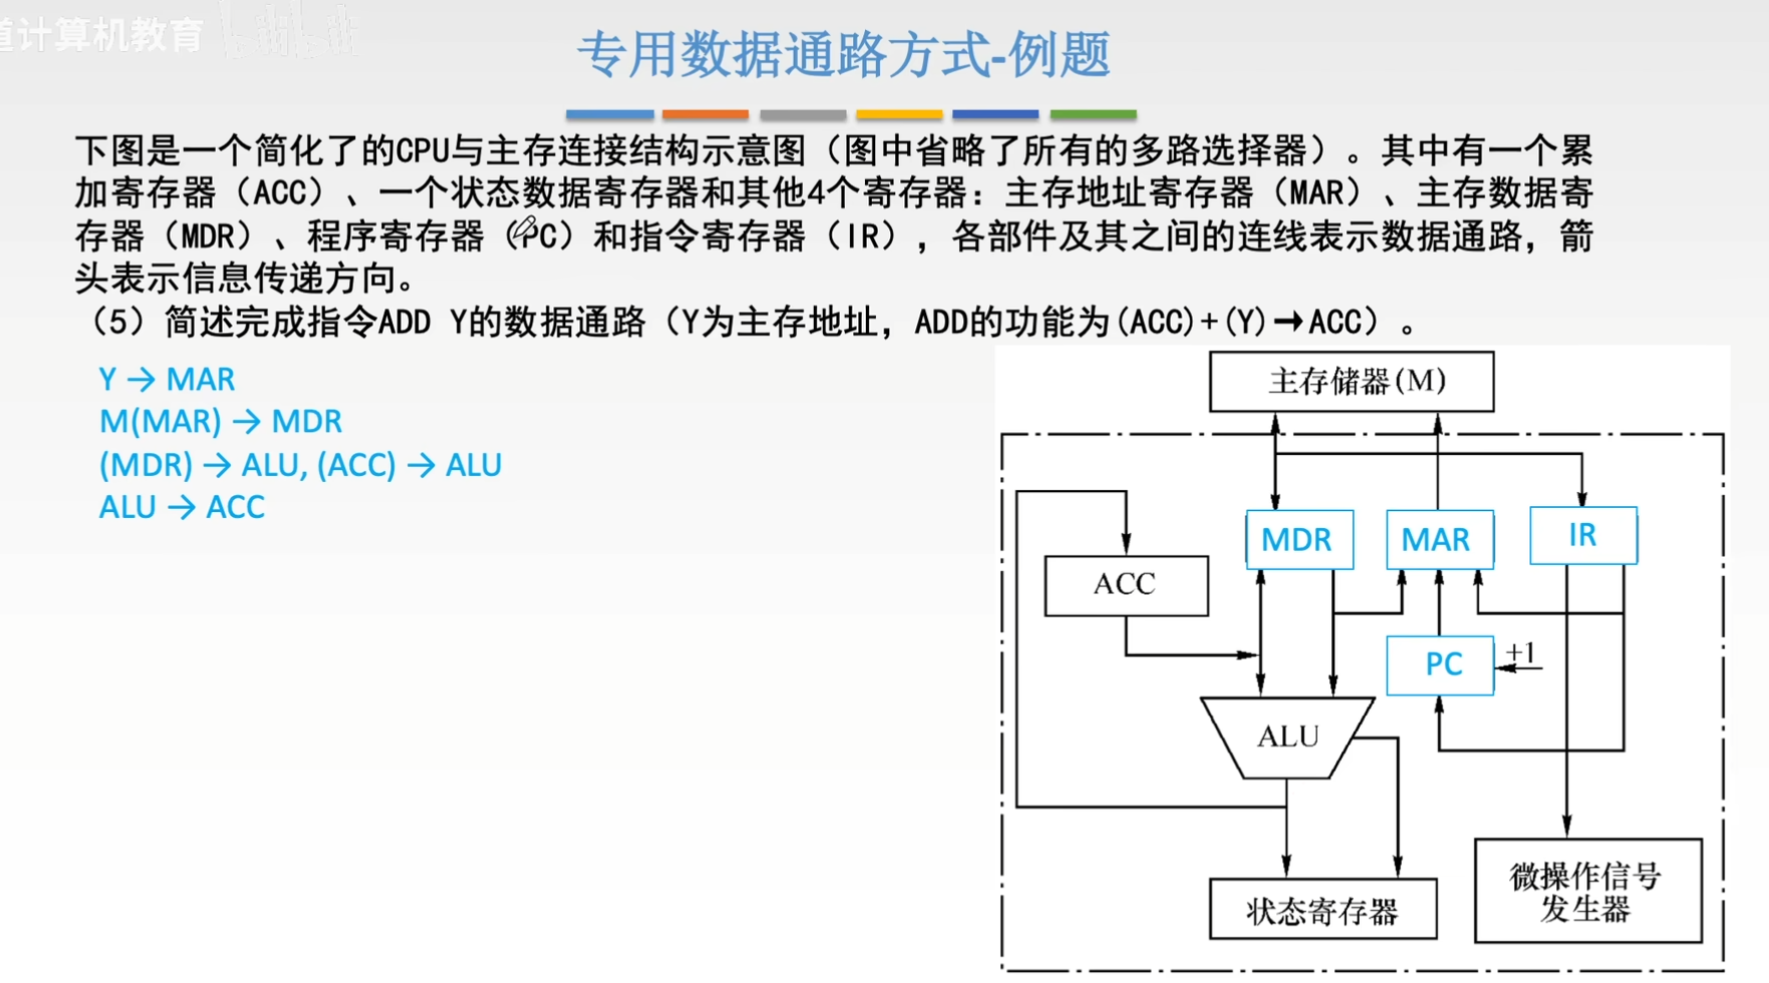 道计算机教育 bilibili
专用数据通路方式-例题
下图是一个简化了的CPU与主存连接结构示意图（图中省略了所有的多路选择器）。其中有一个累
加寄存器（ACC）、一个状态数据寄存器和其他4个寄存器：主存地址寄存器（MAR）、主存数据寄
存器（MDR）、程序寄存器（PC）和指令寄存器（IR），各部件及其之间的连线表示数据通路，箭
头表示信息传递方向。
（5）简述完成指令ADD Y的数据通路（Y为主存地址，ADD的功能为(ACC)+(Y)→ACC）。
Y → MAR
M(MAR) → MDR
(MDR) → ALU, (ACC) → ALU
ALU → ACC
主存储器(M)
MDR
MAR
IR
ACC
PC
+1
ALU
状态寄存器
微操作信号
发生器